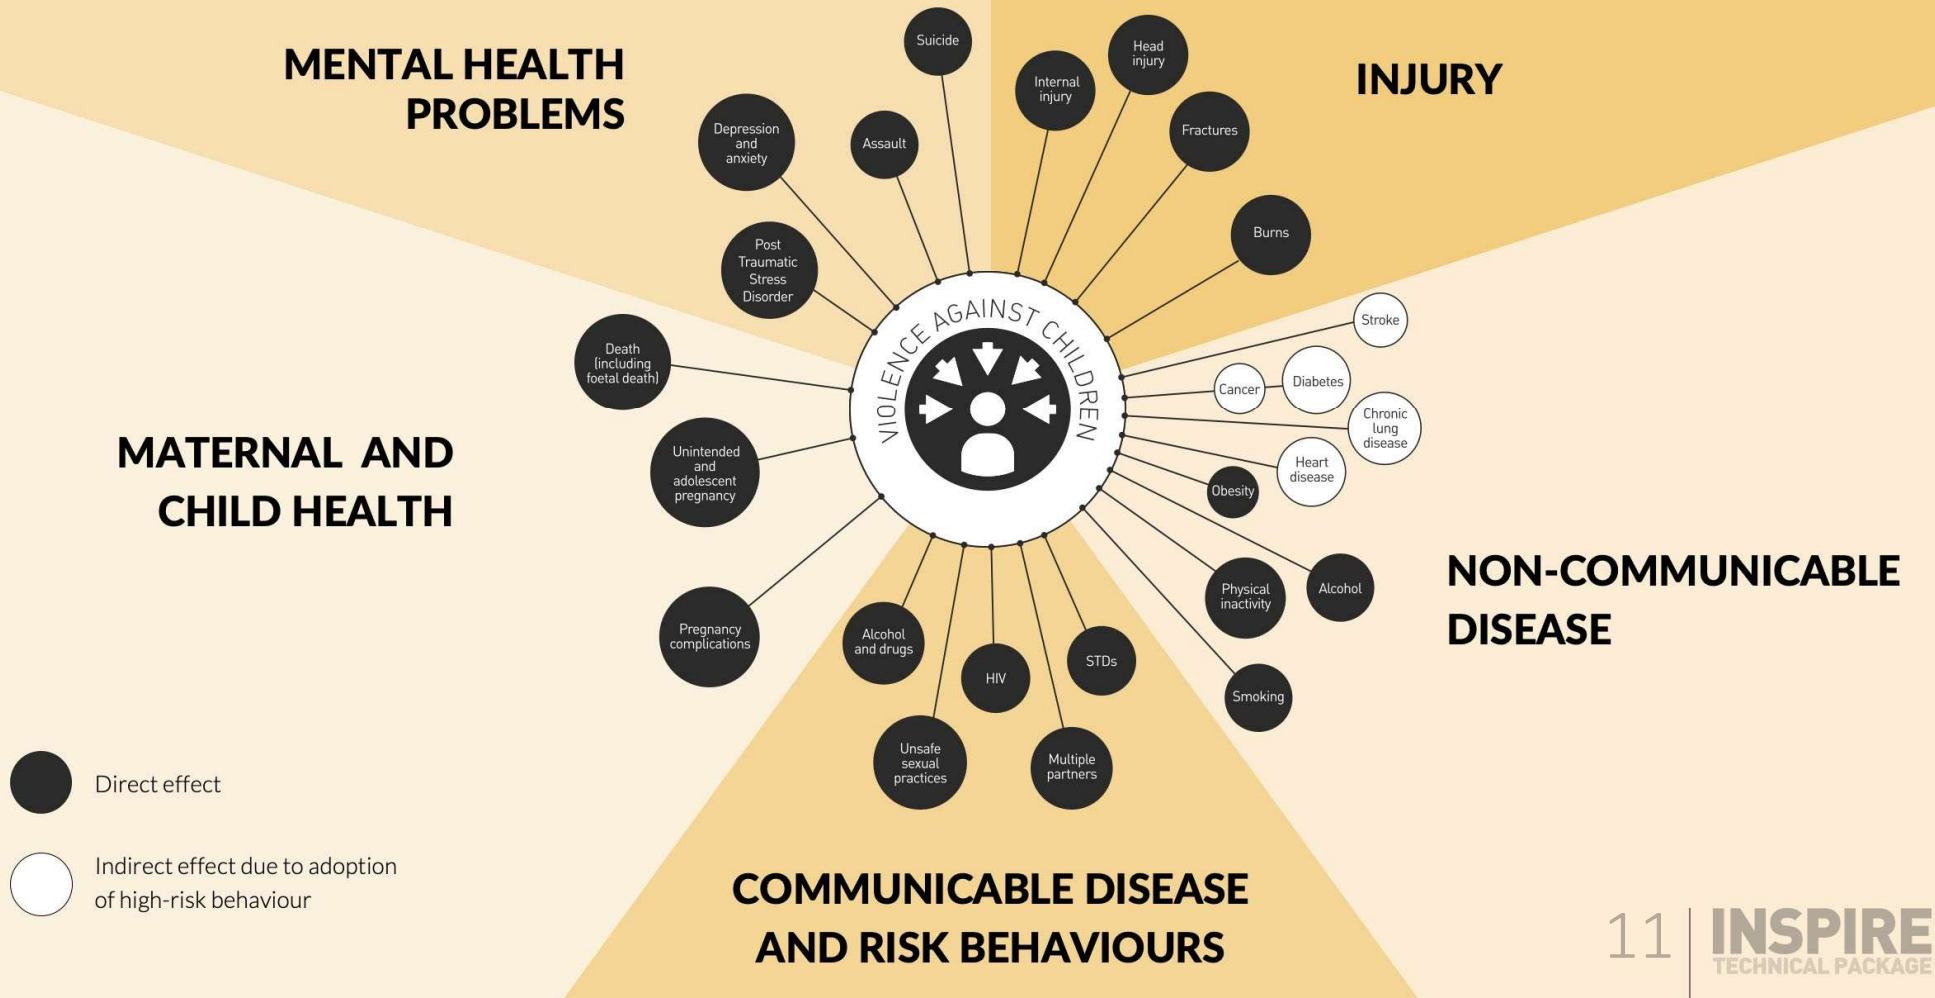 MENTAL HEALTH
PROBLEMS
Suicide
Assault
Depression
and
anxiety
Post
Traumatic
Stress
Disorder
INJURY
Internal
injury
Head
injury
Fractures
Burns
VIOLENCE AGAINST CHILDREN
MATERNAL AND
CHILD HEALTH
Death
(including
foetal death)
Unintended
and
adolescent
pregnancy
Pregnancy
complications
NON-COMMUNICABLE
DISEASE
Stroke
Cancer
Diabetes
Chronic
lung
disease
Heart
disease
Obesity
Alcohol
Physical
inactivity
Smoking
Alcohol
and drugs
Unsafe
sexual
practices
HIV
Multiple
partners
STDs
COMMUNICABLE DISEASE
AND RISK BEHAVIOURS
Direct effect
Indirect effect due to adoption
of high-risk behaviour
11
INSPIRE
TECHNICAL PACKAGE